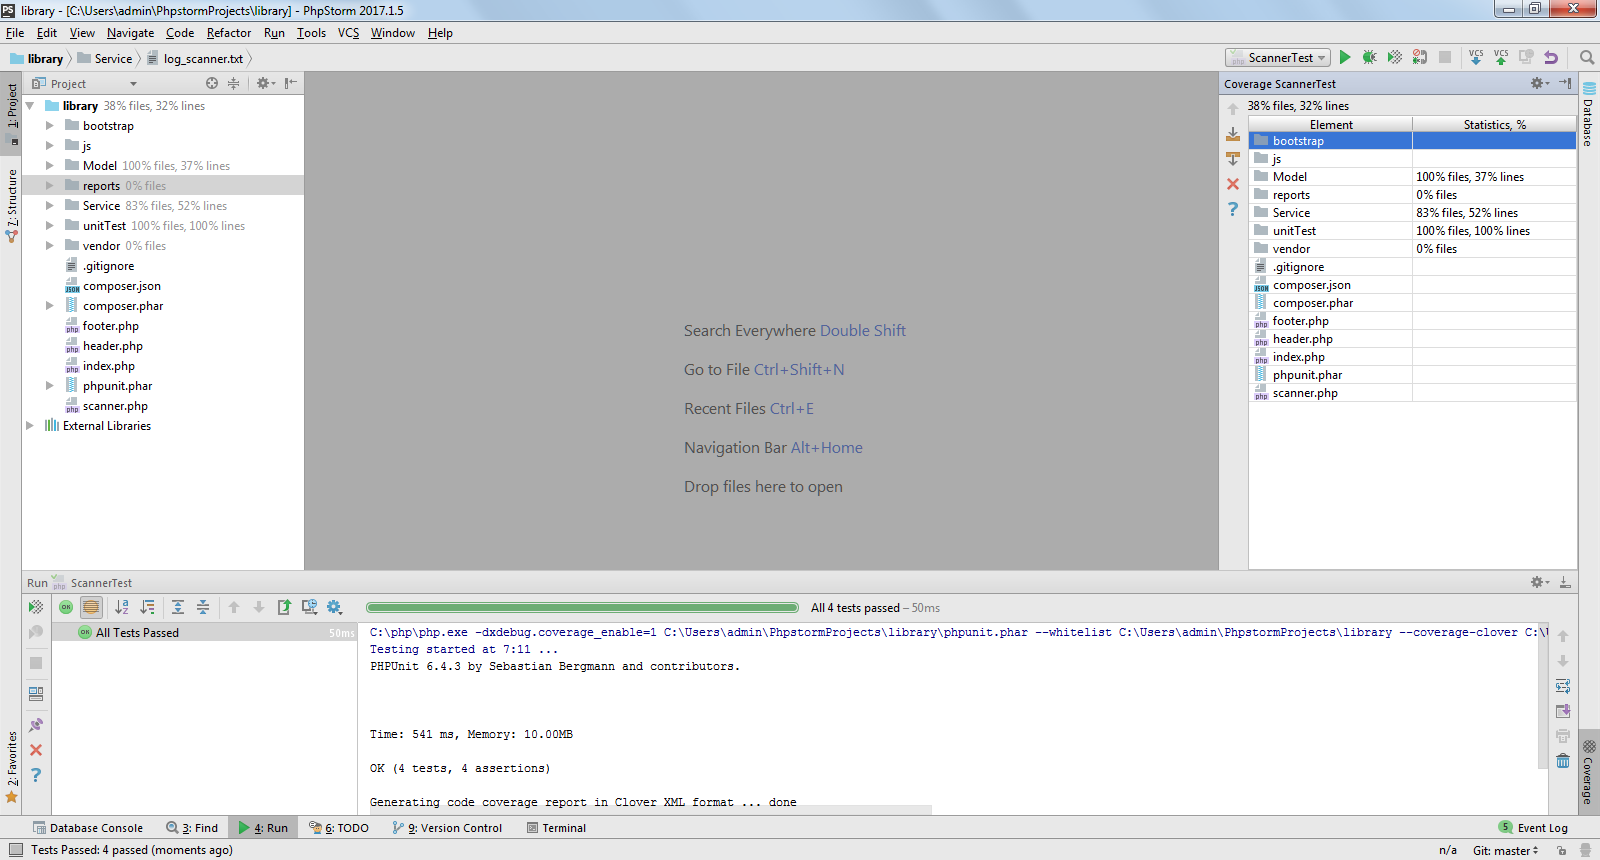 library - [C:\Users\admin\PhpstormProjects\library] - PhpStorm 2017.1.5
File Edit View Navigate Code Refactor Run Tools VCS Window Help
library Service log_scanner.txt
ScannerTest
VCS VCS
1: Project
7: Structure
2: Favorites
Project
library 38% files, 32% lines
bootstrap
js
Model 100% files, 37% lines
reports 0% files
Service 83% files, 52% lines
unitTest 100% files, 100% lines
vendor 0% files
.gitignore
composer.json
composer.phar
footer.php
header.php
index.php
phpunit.phar
scanner.php
External Libraries
Search Everywhere Double Shift
Go to File Ctrl+Shift+N
Recent Files Ctrl+E
Navigation Bar Alt+Home
Drop files here to open
Coverage ScannerTest
38% files, 32% lines
Element Statistics, %
bootstrap
js
Model 100% files, 37% lines
reports 0% files
Service 83% files, 52% lines
unitTest 100% files, 100% lines
vendor 0% files
.gitignore
composer.json
composer.phar
footer.php
header.php
index.php
phpunit.phar
scanner.php
Database
Coverage
Run ScannerTest
All 4 tests passed – 50ms
All Tests Passed 50ms
C:\php\php.exe -dxdebug.coverage_enable=1 C:\Users\admin\PhpstormProjects\library\phpunit.phar --whitelist C:\Users\admin\PhpstormProjects\library --coverage-clover C:\
Testing started at 7:11 ...
PHPUnit 6.4.3 by Sebastian Bergmann and contributors.
Time: 541 ms, Memory: 10.00MB
OK (4 tests, 4 assertions)
Generating code coverage report in Clover XML format ... done
Database Console 3: Find 4: Run 6: TODO 9: Version Control Terminal 5 Event Log
Tests Passed: 4 passed (moments ago) n/a Git: master